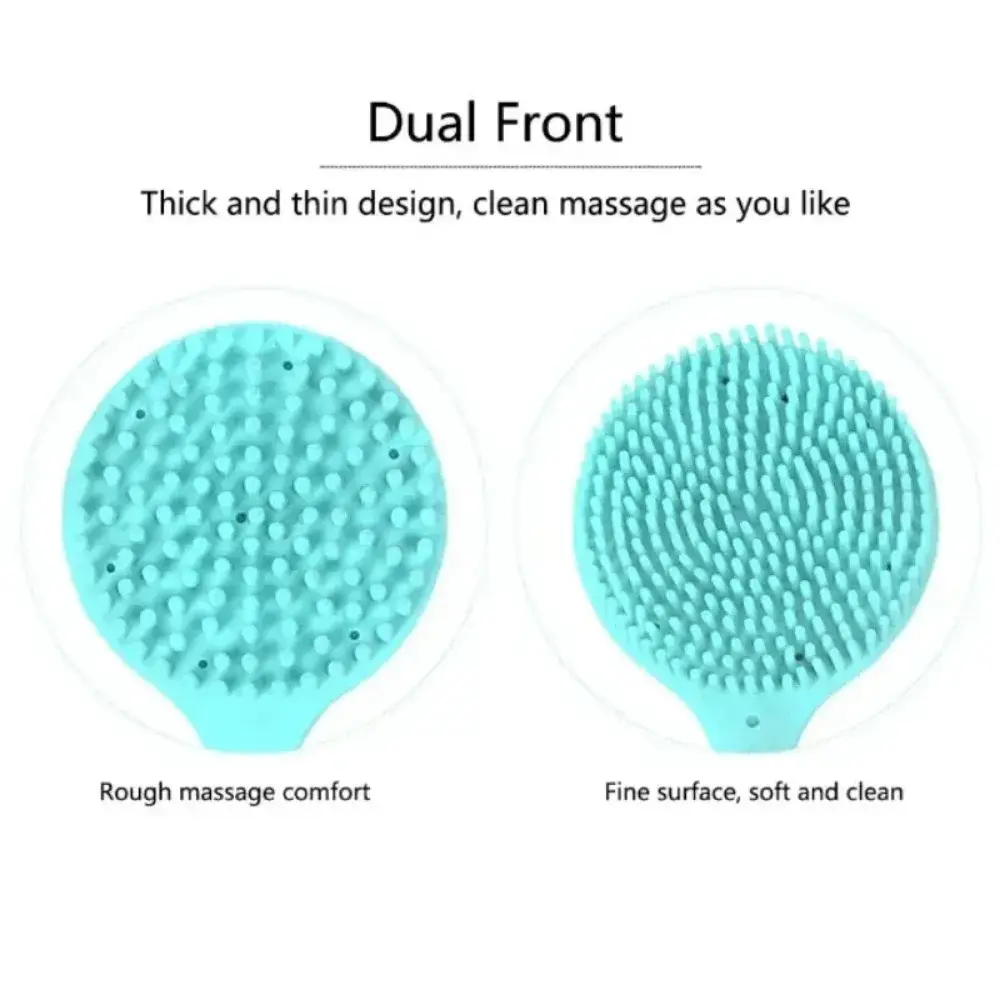 Dual Front
Thick and thin design, clean massage as you like
Rough massage comfort
Fine surface, soft and clean